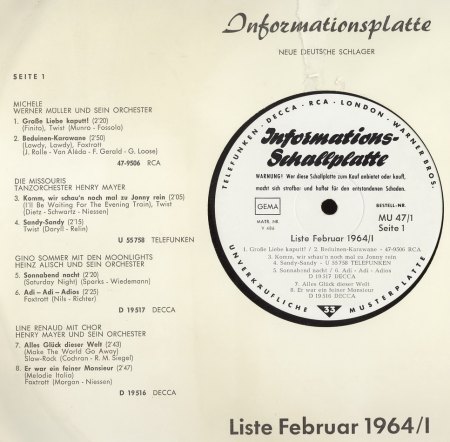 Informationsplatte
NEUE DEUTSCHE SCHLAGER
SEITE 1
MICHELE
WERNER MÜLLER UND SEIN ORCHESTER
1. Große Liebe kaputt! (2'20)
(Finito), Twist (Munro - Fossola)
2. Beduinen-Karawane (2'50)
(Lawdy, Lawdy), Foxtrott
(J. Rolle - Van Aléda - F. Gerald - G. Loose)
47-9506 RCA
DIE MISSOURIS
TANZORCHESTER HENRY MAYER
3. Komm, wir schau'n noch mal zu Jonny rein (2'05)
(I'll Be Waiting For The Evening Train), Twist
(Dietz - Schwartz - Niessen)
4. Sandy-Sandy (2'15)
Twist (Daryll - Relin)
U 55758 TELEFUNKEN
GINO SOMMER MIT DEN MOONLIGHTS
HEINZ ALISCH UND SEIN ORCHESTER
5. Sonnabend nacht (2'20)
(Saturday Night) (Sparks - Wiedemann)
6. Adi - Adi - Adios (2'25)
Foxtrott (Nils - Richter)
D 19517 DECCA
LINE RENAUD MIT CHOR
HENRY MAYER UND SEIN ORCHESTER
7. Alles Glück dieser Welt (2'43)
(Make The World Go Away)
Slow-Rock (Cochran - R. M. Siegel)
8. Er war ein feiner Monsieur (2'47)
(Melodie Italia)
Foxtrott (Morgan - Niessen)
D 19516 DECCA
TELEFUNKEN - DECCA - RCA - LONDON - WARNER BROS.
Informations-
Schallplatte
WARNUNG! Wer diese Schallplatte zum Kauf anbietet oder kauft,
macht sich strafbar und haftet für den entstandenen Schaden.
GEMA
MATR. NR.
V 486
BESTELL-NR.
MU 47/1
Seite 1
Liste Februar 1964/I
1. Große Liebe kaputt! / 2. Beduinen-Karawane - 47-9506 RCA
3. Komm, wir schau'n noch mal zu Jonny rein
4. Sandy-Sandy - U 55758 TELEFUNKEN
5. Sonnabend nacht / 6. Adi - Adi - Adios
D 19517 DECCA
7. Alles Glück dieser Welt
8. Er war ein feiner Monsieur
D 19516 DECCA
33
UNVERKÄUFLICHE MUSTERPLATTE
Liste Februar 1964/I